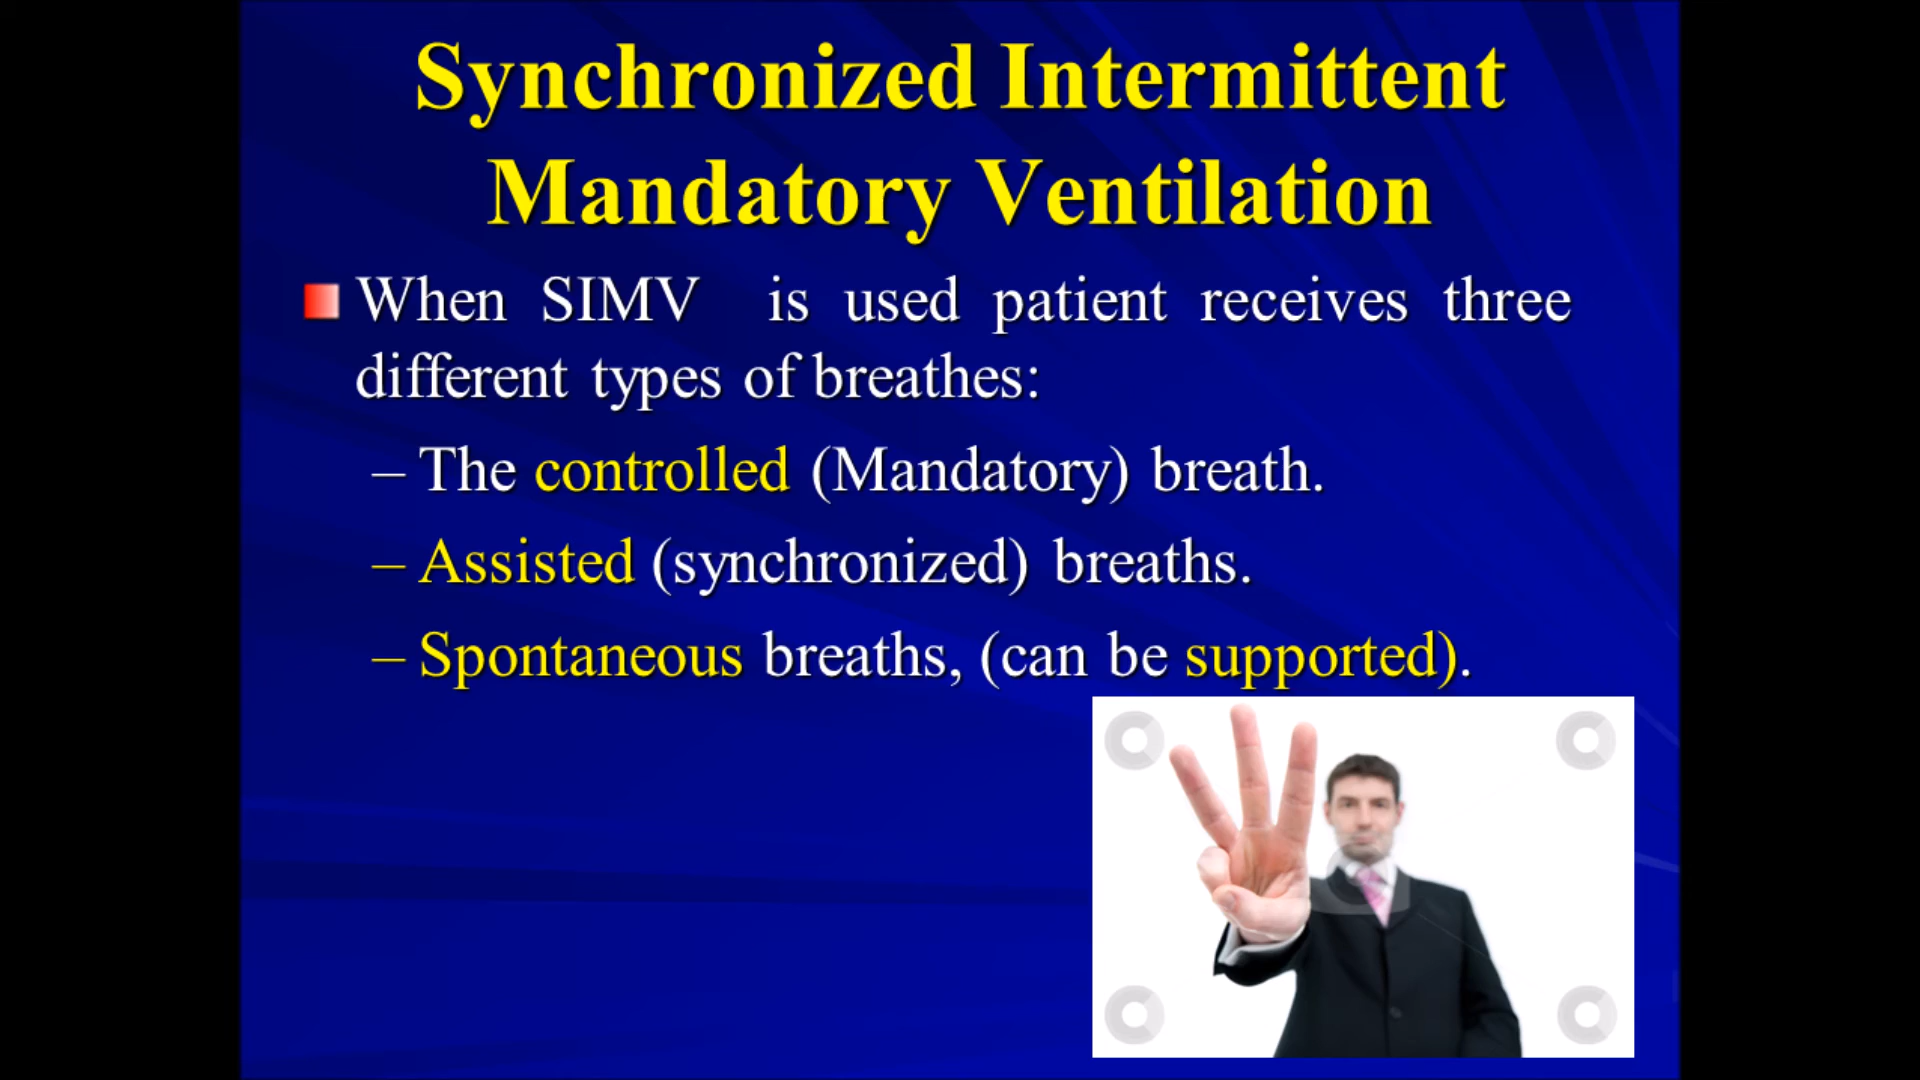 Synchronized Intermittent
Mandatory Ventilation
When SIMV is used patient receives three
different types of breathes:
– The controlled (Mandatory) breath.
– Assisted (synchronized) breaths.
– Spontaneous breaths, (can be supported).